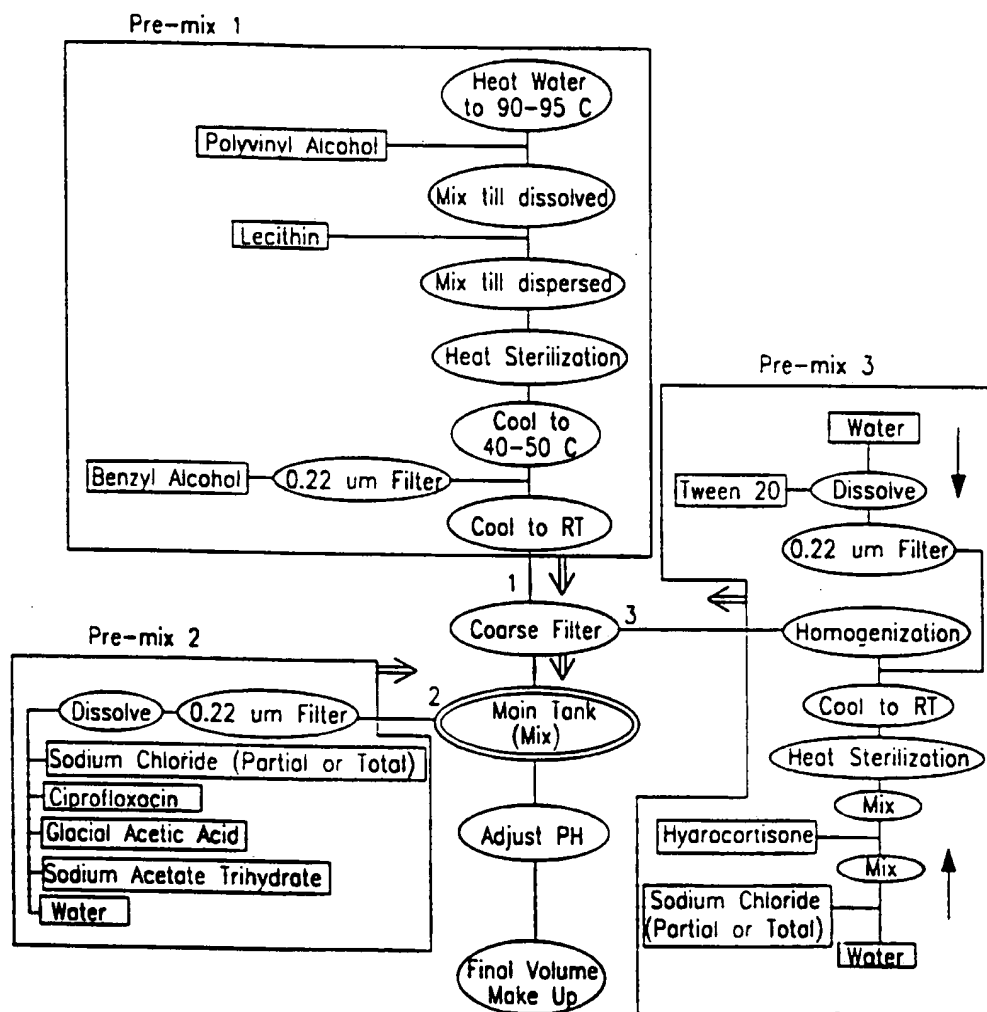 Pre-mix 1
Heat Water
to 90-95 C
Polyvinyl Alcohol
Mix till dissolved
Lecithin
Mix till dispersed
Heat Sterilization
Cool to
40-50 C
Benzyl Alcohol
0.22 um Filter
Cool to RT
1
Coarse Filter
3
Pre-mix 2
Dissolve
0.22 um Filter
2
Main Tank
(Mix)
Sodium Chloride (Partial or Total)
Ciprofloxacin
Glacial Acetic Acid
Sodium Acetate Trihydrate
Water
Adjust PH
Final Volume
Make Up
Pre-mix 3
Water
Tween 20
Dissolve
0.22 um Filter
Homogenization
Cool to RT
Heat Sterilization
Mix
Hydrocortisone
Mix
Sodium Chloride
(Partial or Total)
Water